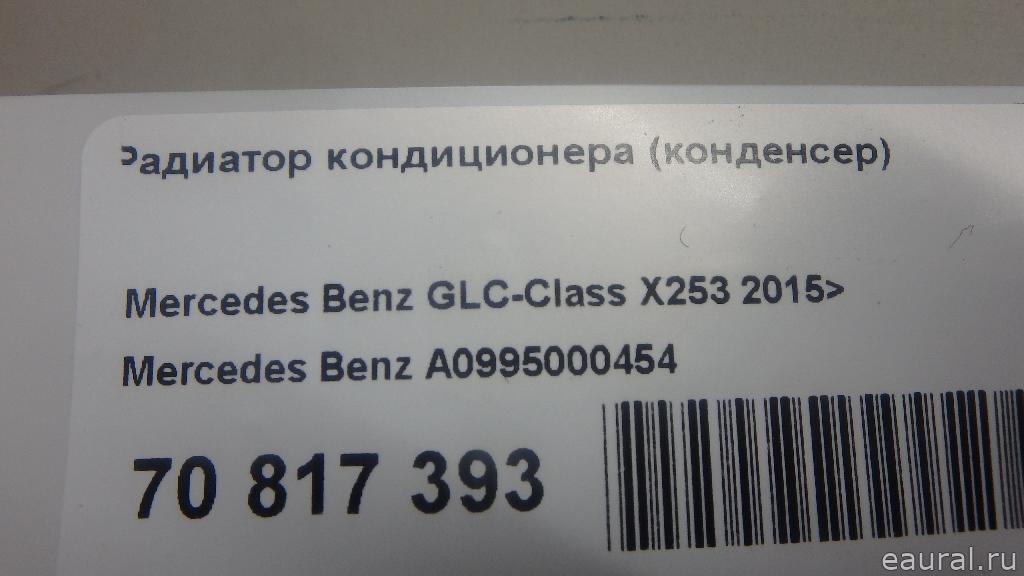 Радиатор кондиционера (конденсер)
Mercedes Benz GLC-Class X253 2015>
Mercedes Benz A0995000454
70 817 393
eaural.ru